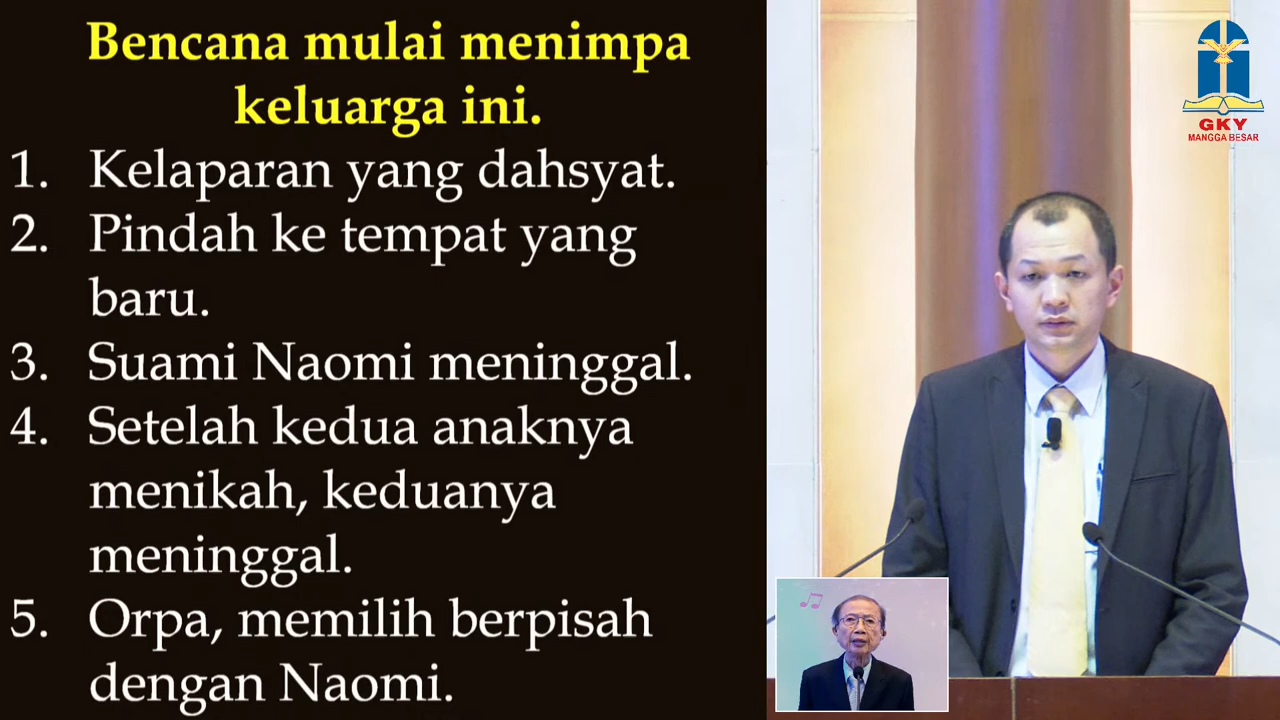 Bencana mulai menimpa
keluarga ini.
1. Kelaparan yang dahsyat.
2. Pindah ke tempat yang
baru.
3. Suami Naomi meninggal.
4. Setelah kedua anaknya
menikah, keduanya
meninggal.
5. Orpa, memilih berpisah
dengan Naomi.
GKY
MANGGA BESAR